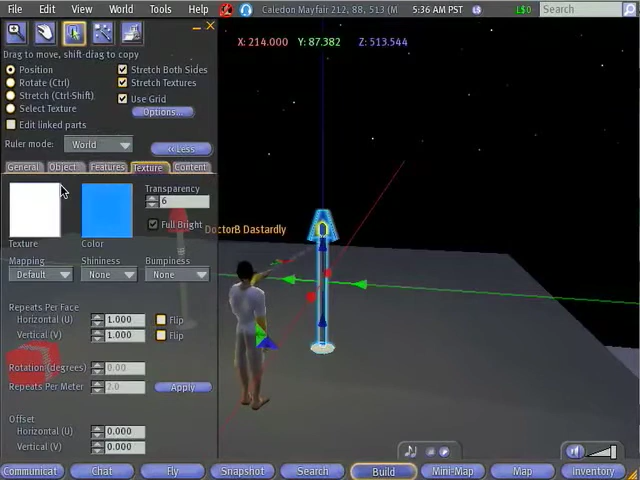 File Edit View World Tools Help
Caledon Mayfair 212, 88, 513 (M
5:36 AM PST
L$0
Search
X: 214.000 Y: 87.382 Z: 513.544
Drag to move, shift-drag to copy
Position
Rotate (Ctrl)
Stretch (Ctrl-Shift)
Select Texture
Edit linked parts
Stretch Both Sides
Stretch Textures
Use Grid
Options...
Ruler mode: World
<< Less
General Object Features Texture Content
Texture
Color
Transparency
6
Full Bright
Mapping Shininess Bumpiness
Default None None
Repeats Per Face
Horizontal (U) 1.000 Flip
Vertical (V) 1.000 Flip
Rotation (degrees) 0.00
Repeats Per Meter 2.0 Apply
Offset
Horizontal (U) 0.000
Vertical (V) 0.000
DoctorB Dastardly
Communicat Chat Fly Snapshot Search Build Mini-Map Map Inventory